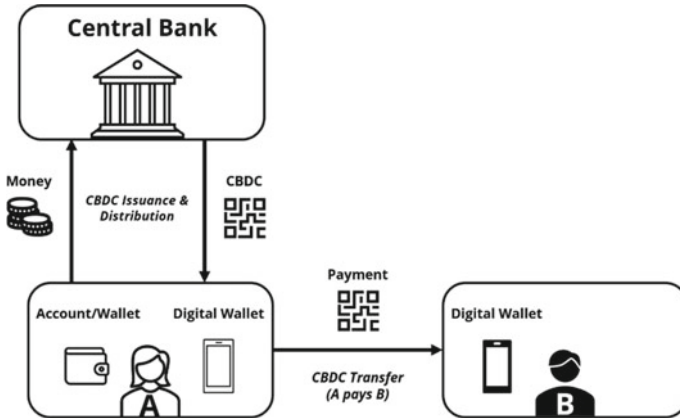 Central Bank
Money
CBDC Issuance &
Distribution
CBDC
Account/Wallet
Digital Wallet
A
Payment
CBDC Transfer
(A pays B)
Digital Wallet
B